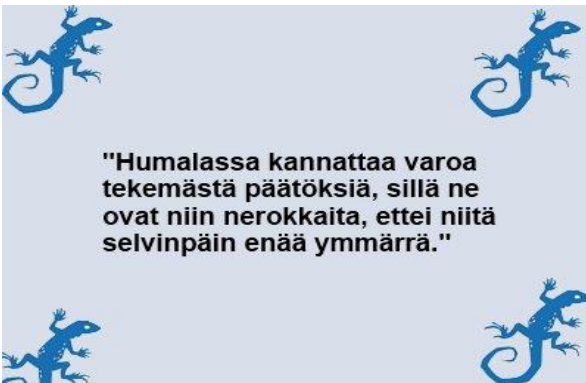 "Humalassa kannattaa varoa
tekemästä päätöksiä, sillä ne
ovat niin nerokkaita, ettei niitä
selvinpäin enää ymmärrä."